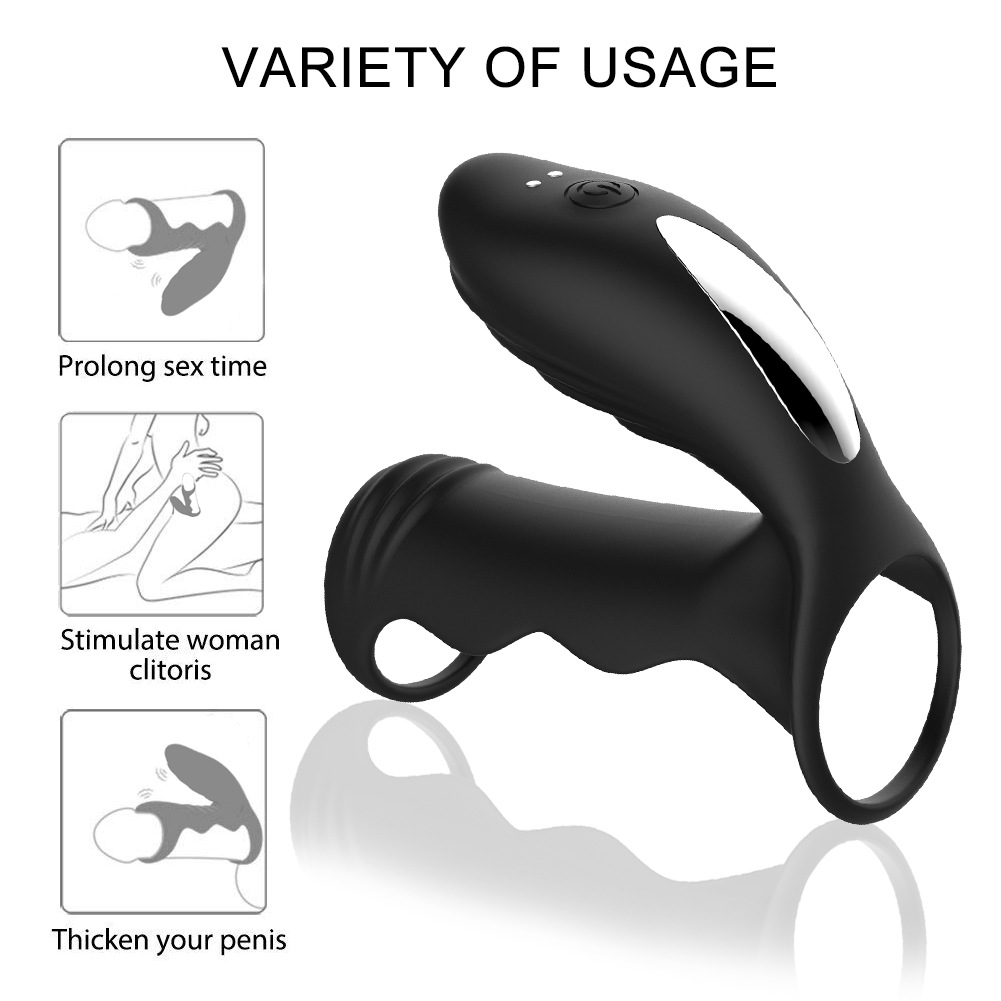 VARIETY OF USAGE
Prolong sex time
Stimulate woman
clitoris
Thicken your penis